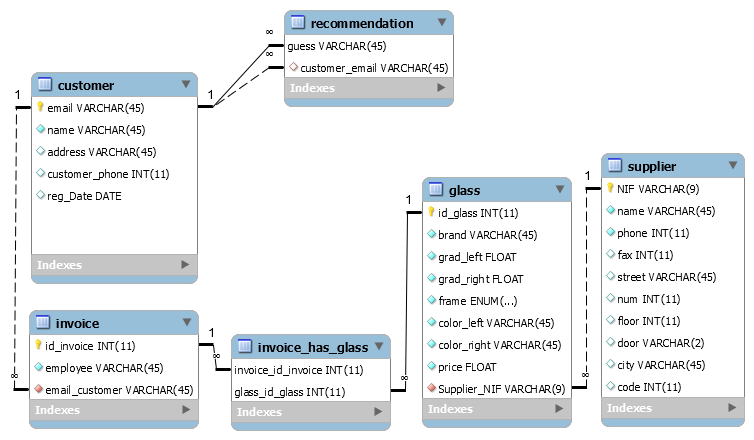 recommendation
guess VARCHAR(45)
customer_email VARCHAR(45)
Indexes
∞
∞
customer
email VARCHAR(45)
name VARCHAR(45)
address VARCHAR(45)
customer_phone INT(11)
reg_Date DATE
Indexes
1
1
invoice
id_invoice INT(11)
employee VARCHAR(45)
email_customer VARCHAR(45)
Indexes
∞
1
invoice_has_glass
invoice_id_invoice INT(11)
glass_id_glass INT(11)
Indexes
∞
∞
glass
id_glass INT(11)
brand VARCHAR(45)
grad_left FLOAT
grad_right FLOAT
frame ENUM(...)
color_left VARCHAR(45)
color_right VARCHAR(45)
price FLOAT
Supplier_NIF VARCHAR(9)
Indexes
1
∞
supplier
NIF VARCHAR(9)
name VARCHAR(45)
phone INT(11)
fax INT(11)
street VARCHAR(45)
num INT(11)
floor INT(11)
door VARCHAR(2)
city VARCHAR(45)
code INT(11)
Indexes
1